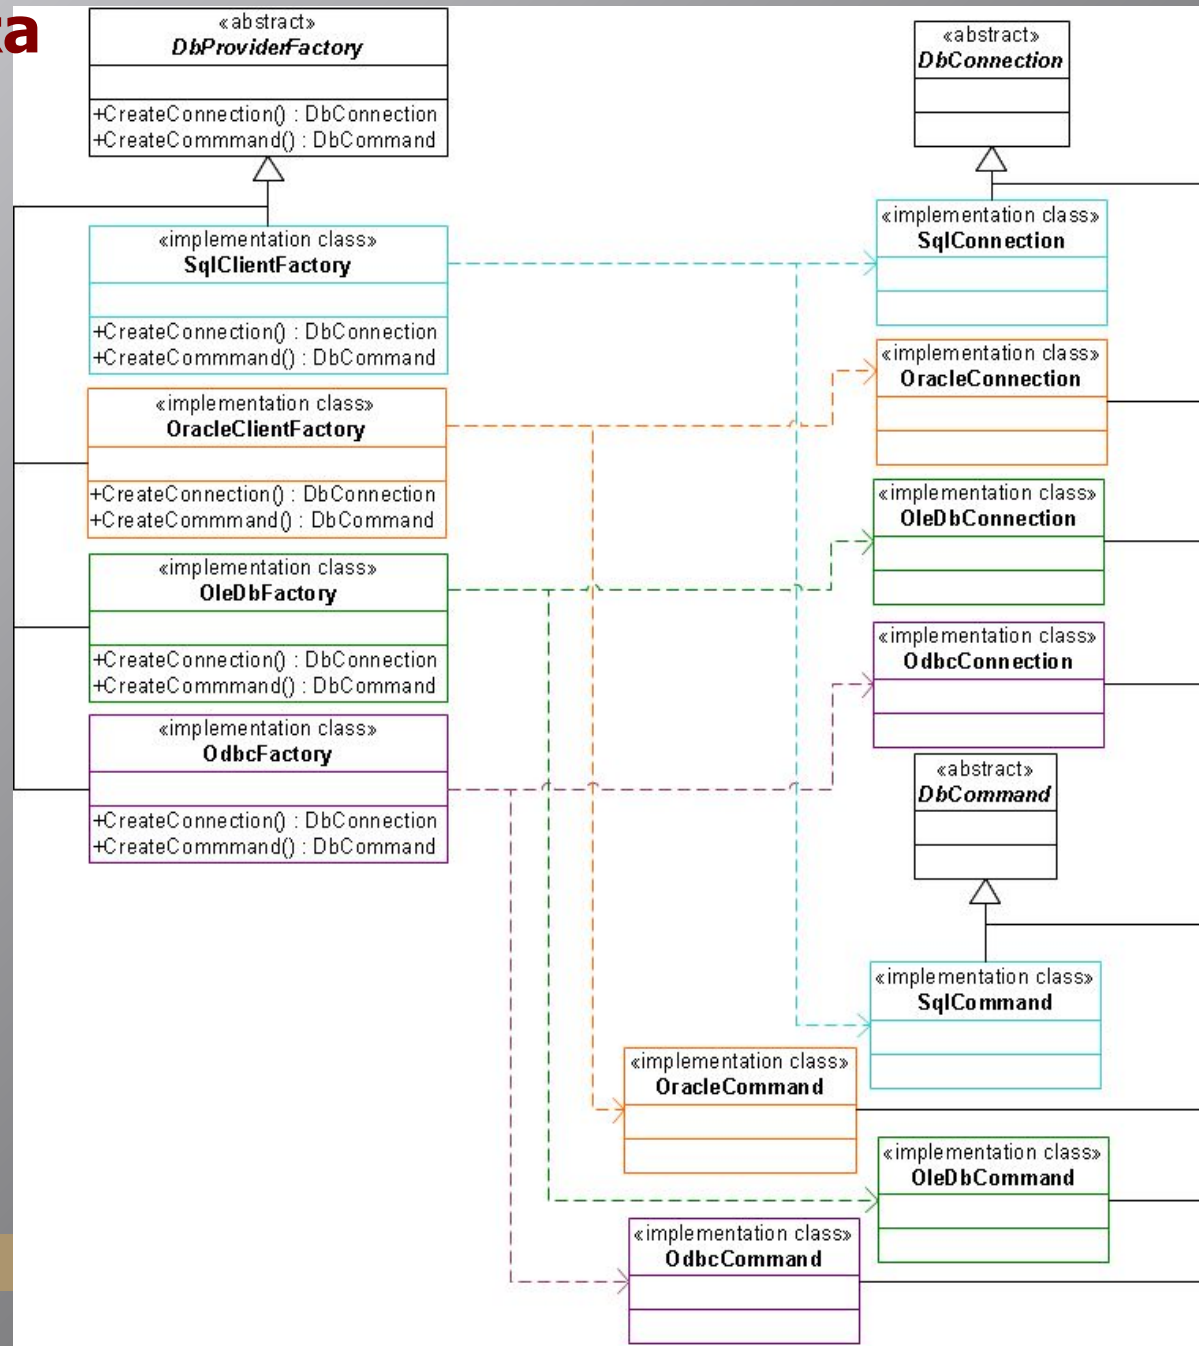 «abstract»
DbProviderFactory
+CreateConnection() : DbConnection
+CreateCommmand() : DbCommand
«implementation class»
SqlClientFactory
+CreateConnection() : DbConnection
+CreateCommmand() : DbCommand
«implementation class»
OracleClientFactory
+CreateConnection() : DbConnection
+CreateCommmand() : DbCommand
«implementation class»
OleDbFactory
+CreateConnection() : DbConnection
+CreateCommmand() : DbCommand
«implementation class»
OdbcFactory
+CreateConnection() : DbConnection
+CreateCommmand() : DbCommand
«abstract»
DbConnection
«implementation class»
SqlConnection
«implementation class»
OracleConnection
«implementation class»
OleDbConnection
«implementation class»
OdbcConnection
«abstract»
DbCommand
«implementation class»
SqlCommand
«implementation class»
OracleCommand
«implementation class»
OleDbCommand
«implementation class»
OdbcCommand